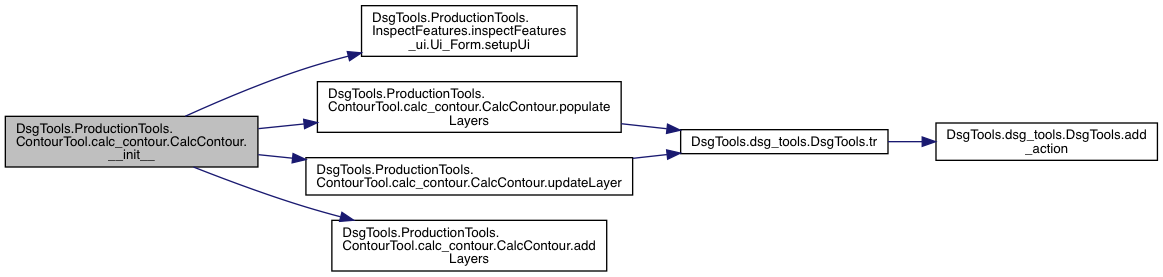 DsgTools.ProductionTools.
InspectFeatures.inspectFeatures
_ui.Ui_Form.setupUi
DsgTools.ProductionTools.
ContourTool.calc_contour.CalcContour.populate
Layers
DsgTools.ProductionTools.
ContourTool.calc_contour.CalcContour.
__init__
DsgTools.dsg_tools.DsgTools.tr
DsgTools.dsg_tools.DsgTools.add
_action
DsgTools.ProductionTools.
ContourTool.calc_contour.CalcContour.updateLayer
DsgTools.ProductionTools.
ContourTool.calc_contour.CalcContour.add
Layers